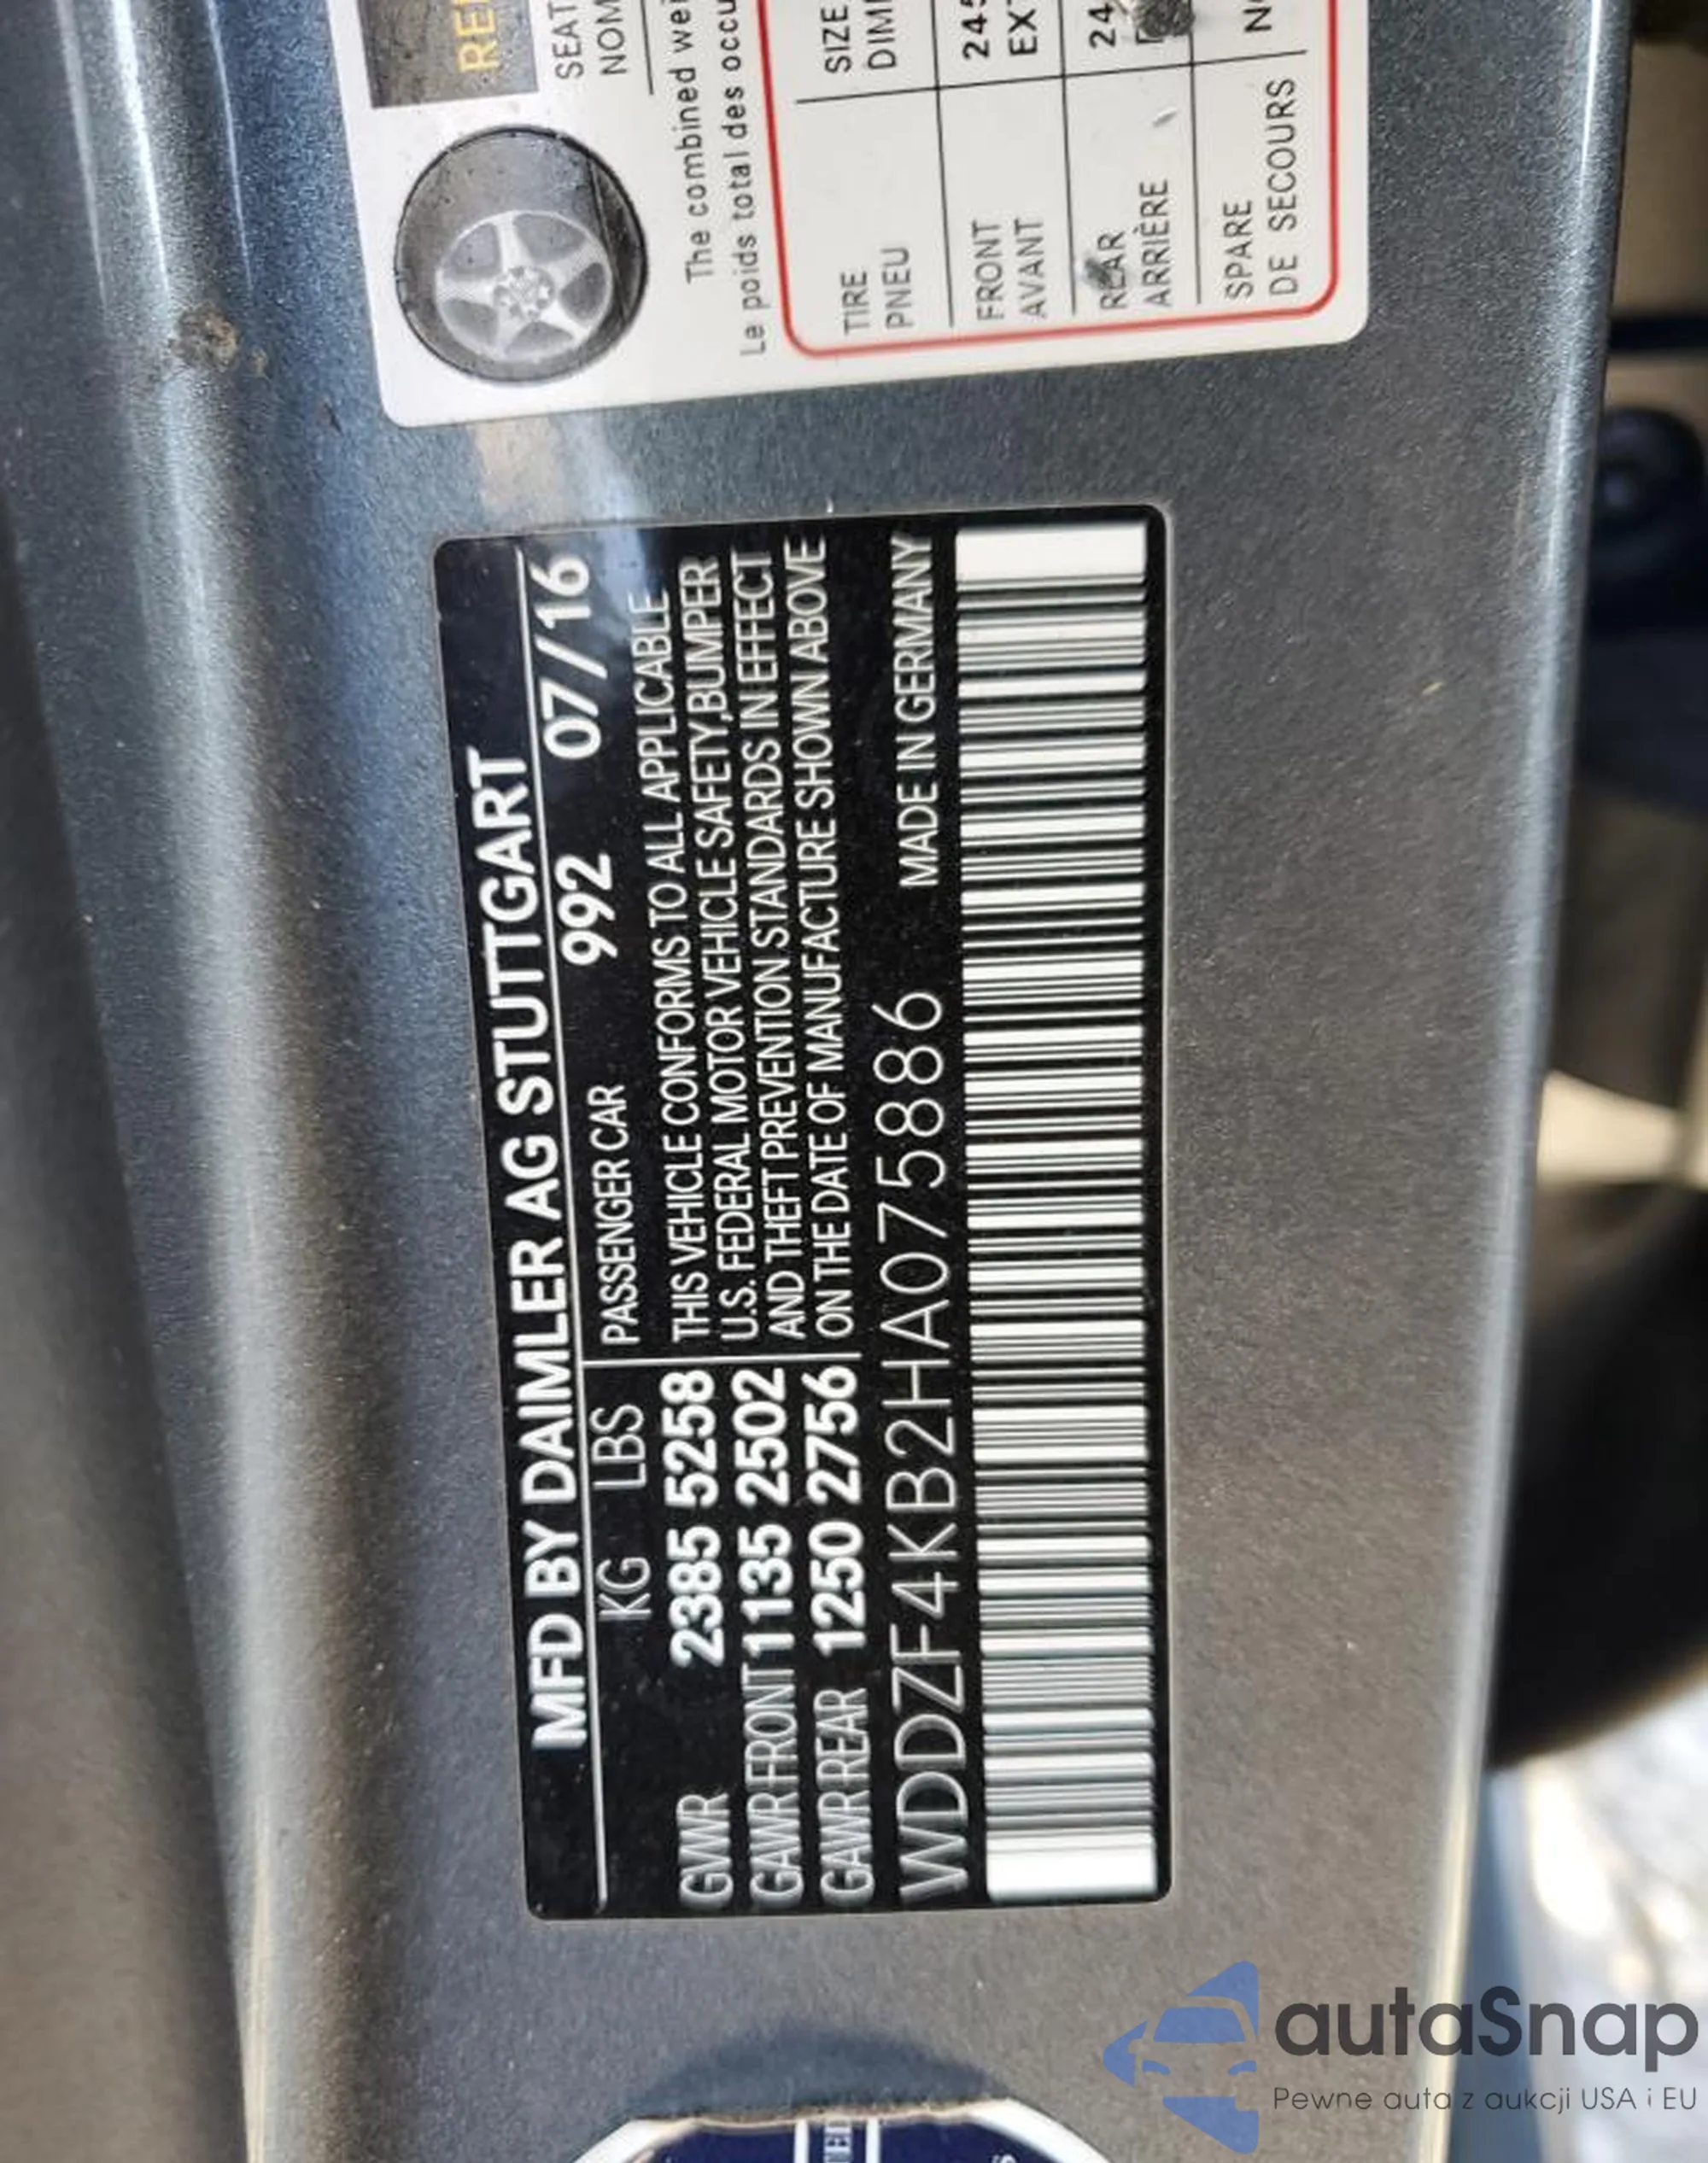 MFD BY DAIMLER AG STUTTGART
KG LBS PASSENGER CAR 992 07/16
GVWR 2385 5258 THIS VEHICLE CONFORMS TO ALL APPLICABLE
GAWR FRONT 1135 2502 U.S. FEDERAL MOTOR VEHICLE SAFETY,BUMPER
GAWR REAR 1250 2756 AND THEFT PREVENTION STANDARDS IN EFFECT
ON THE DATE OF MANUFACTURE SHOWN ABOVE
WDDZF4KB2HA075886 MADE IN GERMANY
The combined
Le poids total des
TIRE SIZE
PNEU
FRONT
AVANT
REAR
ARRIÈRE
SPARE
DE SECOURS
autaSnap
Pewne auta z aukcji USA i EU